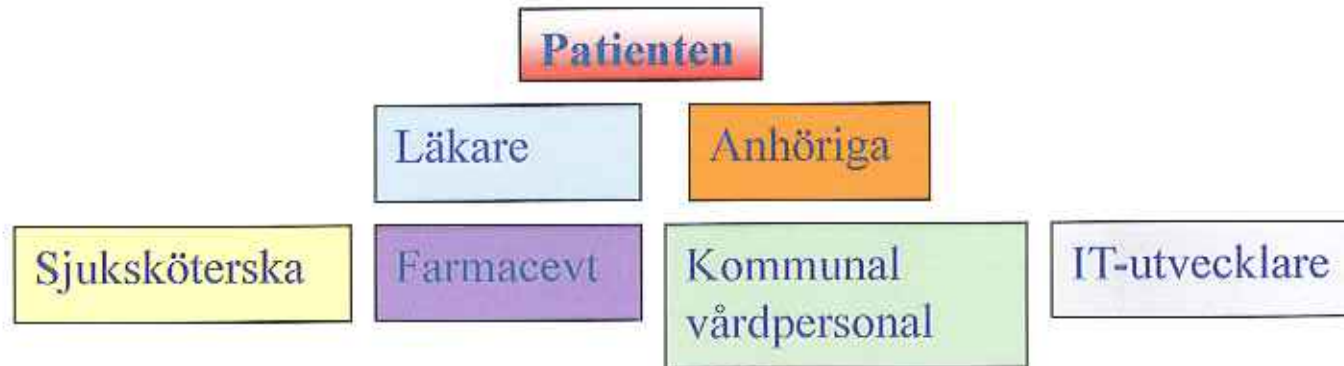 Patienten
Läkare
Anhöriga
Sjuksköterska
Farmacevt
Kommunal
vårdpersonal
IT-utvecklare